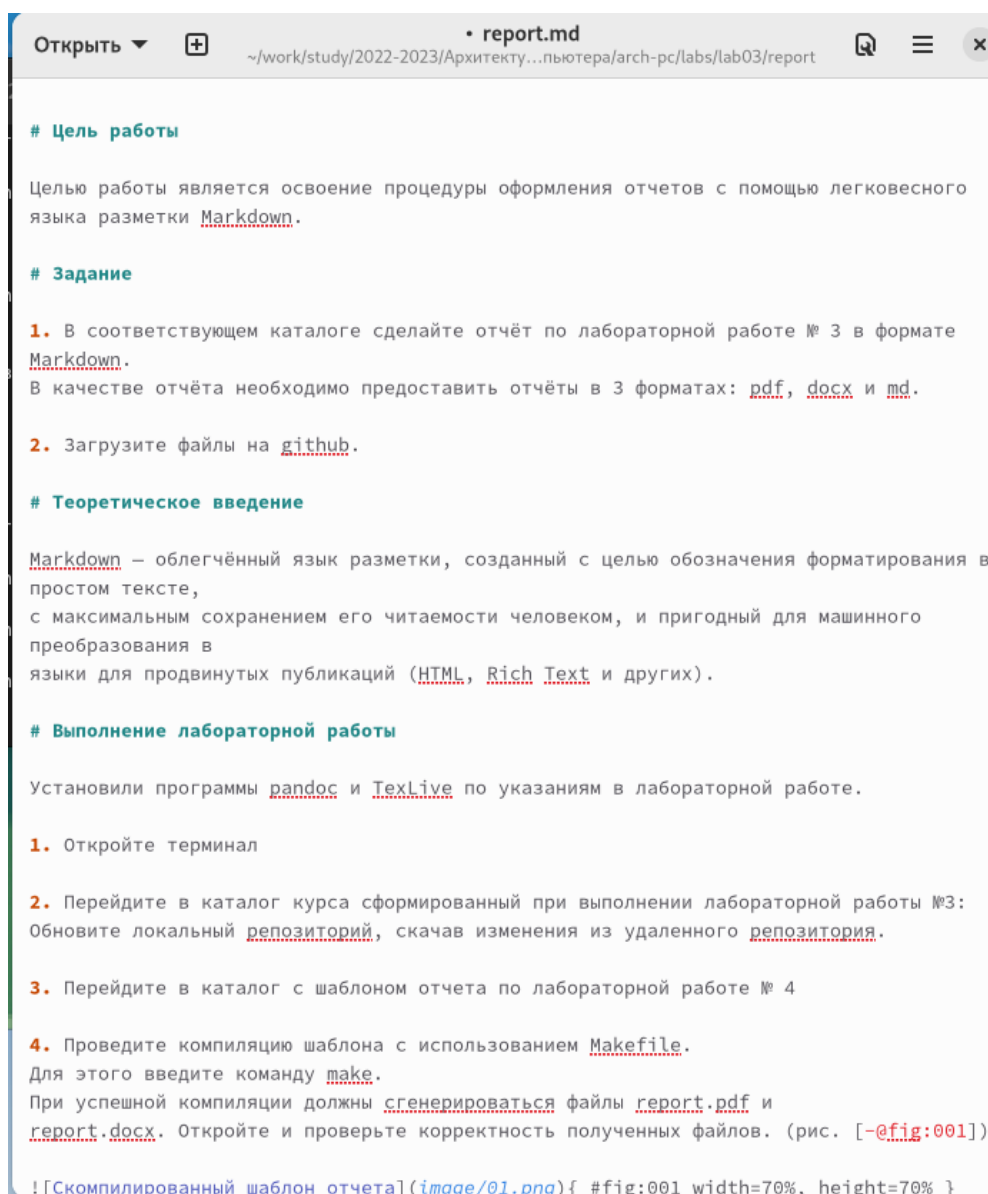 Открыть
• report.md
~/work/study/2022-2023/Архитекту…пьютера/arch-pc/labs/lab03/report
# Цель работы
Целью работы является освоение процедуры оформления отчетов с помощью легковесного
языка разметки Markdown.
# Задание
1. В соответствующем каталоге сделайте отчёт по лабораторной работе № 3 в формате
Markdown.
В качестве отчёта необходимо предоставить отчёты в 3 форматах: pdf, docx и md.
2. Загрузите файлы на github.
# Теоретическое введение
Markdown — облегчённый язык разметки, созданный с целью обозначения форматирования в
простом тексте,
с максимальным сохранением его читаемости человеком, и пригодный для машинного
преобразования в
языки для продвинутых публикаций (HTML, Rich Text и других).
# Выполнение лабораторной работы
Установили программы pandoc и TexLive по указаниям в лабораторной работе.
1. Откройте терминал
2. Перейдите в каталог курса сформированный при выполнении лабораторной работы №3:
Обновите локальный репозиторий, скачав изменения из удаленного репозитория.
3. Перейдите в каталог с шаблоном отчета по лабораторной работе № 4
4. Проведите компиляцию шаблона с использованием Makefile.
Для этого введите команду make.
При успешной компиляции должны сгенерироваться файлы report.pdf и
report.docx. Откройте и проверьте корректность полученных файлов. (рис. [-@fig:001])
![Скомпилированный шаблон отчета](image/01.png){ #fig:001 width=70%, height=70% }